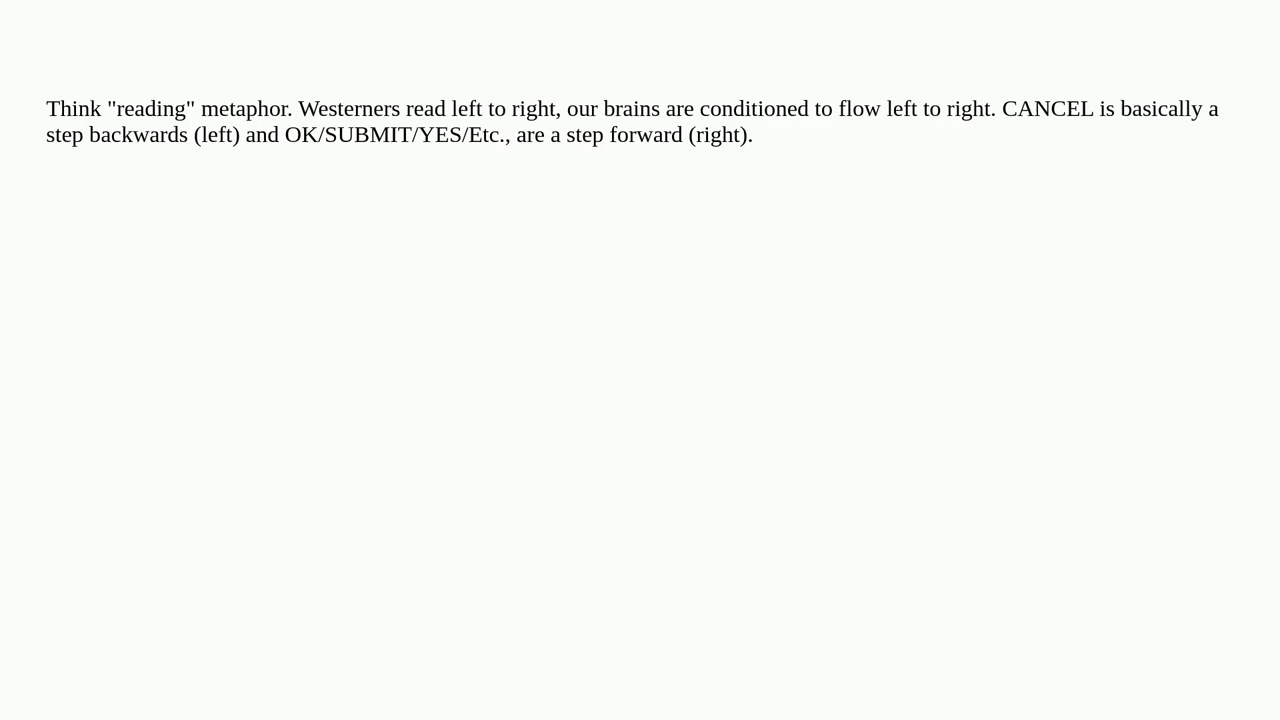 Think "reading" metaphor. Westerners read left to right, our brains are conditioned to flow left to right. CANCEL is basically a
step backwards (left) and OK/SUBMIT/YES/Etc., are a step forward (right).